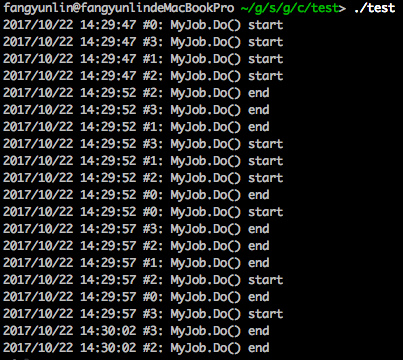 fangyunlin@fangyunlindeMacBookPro ~/g/s/g/c/test> ./test
2017/10/22 14:29:47 #0: MyJob.Do() start
2017/10/22 14:29:47 #3: MyJob.Do() start
2017/10/22 14:29:47 #1: MyJob.Do() start
2017/10/22 14:29:47 #2: MyJob.Do() start
2017/10/22 14:29:52 #2: MyJob.Do() end
2017/10/22 14:29:52 #3: MyJob.Do() end
2017/10/22 14:29:52 #1: MyJob.Do() end
2017/10/22 14:29:52 #3: MyJob.Do() start
2017/10/22 14:29:52 #1: MyJob.Do() start
2017/10/22 14:29:52 #2: MyJob.Do() start
2017/10/22 14:29:52 #0: MyJob.Do() end
2017/10/22 14:29:52 #0: MyJob.Do() start
2017/10/22 14:29:57 #3: MyJob.Do() end
2017/10/22 14:29:57 #2: MyJob.Do() end
2017/10/22 14:29:57 #1: MyJob.Do() end
2017/10/22 14:29:57 #2: MyJob.Do() start
2017/10/22 14:29:57 #0: MyJob.Do() end
2017/10/22 14:29:57 #3: MyJob.Do() start
2017/10/22 14:30:02 #3: MyJob.Do() end
2017/10/22 14:30:02 #2: MyJob.Do() end